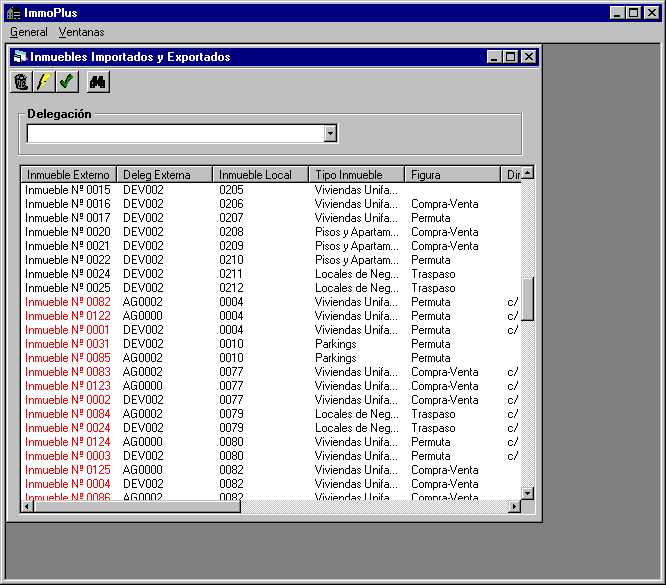 ImmoPlus
General Ventanas
Inmuebles Importados y Exportados
Delegación
Inmueble Externo Deleg Externa Inmueble Local Tipo Inmueble Figura Dir
Inmueble Nº 0015 DEV002 0205 Viviendas Unifa...
Inmueble Nº 0016 DEV002 0206 Viviendas Unifa... Compra-Venta
Inmueble Nº 0017 DEV002 0207 Viviendas Unifa... Permuta
Inmueble Nº 0020 DEV002 0208 Pisos y Apartam... Compra-Venta
Inmueble Nº 0021 DEV002 0209 Pisos y Apartam... Compra-Venta
Inmueble Nº 0022 DEV002 0210 Pisos y Apartam... Permuta
Inmueble Nº 0024 DEV002 0211 Locales de Neg... Traspaso
Inmueble Nº 0025 DEV002 0212 Locales de Neg... Traspaso
Inmueble Nº 0082 AG0002 0004 Viviendas Unifa... Permuta c/
Inmueble Nº 0122 AG0000 0004 Viviendas Unifa... Permuta c/
Inmueble Nº 0001 DEV002 0004 Viviendas Unifa... Permuta c/
Inmueble Nº 0031 DEV002 0010 Parkings Permuta
Inmueble Nº 0085 AG0002 0010 Parkings Permuta
Inmueble Nº 0083 AG0002 0077 Viviendas Unifa... Compra-Venta c/
Inmueble Nº 0123 AG0000 0077 Viviendas Unifa... Compra-Venta c/
Inmueble Nº 0002 DEV002 0077 Viviendas Unifa... Compra-Venta c/
Inmueble Nº 0084 AG0002 0079 Locales de Neg... Traspaso c/
Inmueble Nº 0024 DEV002 0079 Locales de Neg... Traspaso c/
Inmueble Nº 0124 AG0000 0080 Viviendas Unifa... Permuta c/
Inmueble Nº 0003 DEV002 0080 Viviendas Unifa... Permuta c/
Inmueble Nº 0125 AG0000 0082 Viviendas Unifa... Compra-Venta
Inmueble Nº 0004 DEV002 0082 Viviendas Unifa... Compra-Venta
Inmueble Nº 0086 AG0002 0082 Viviendas Unifa... Compra-Venta